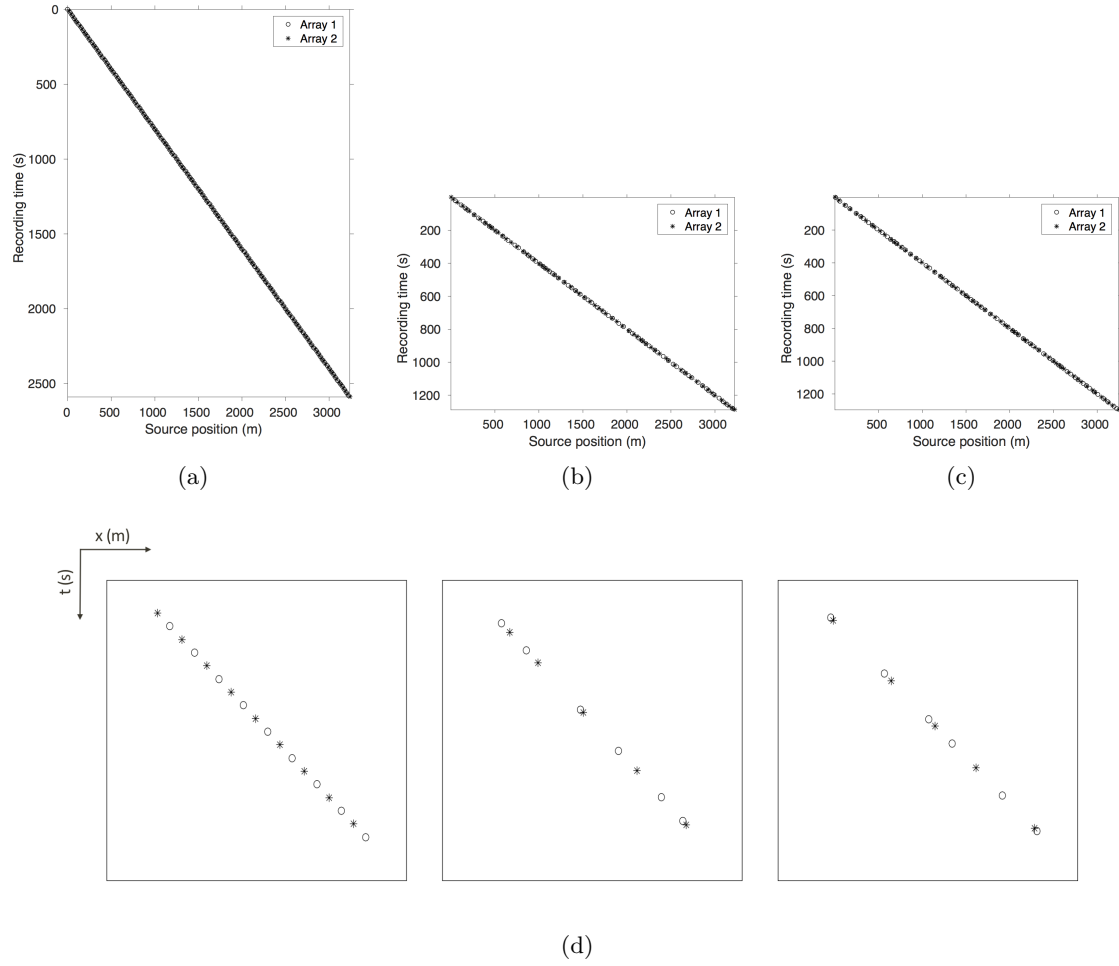 0
500
1000
1500
2000
2500
Recording time (s)
0 500 1000 1500 2000 2500 3000
Source position (m)
Array 1
Array 2
(a)
200
400
600
800
1000
1200
Recording time (s)
500 1000 1500 2000 2500 3000
Source position (m)
Array 1
Array 2
(b)
200
400
600
800
1000
1200
Recording time (s)
500 1000 1500 2000 2500 3000
Source position (m)
Array 1
Array 2
(c)
x (m)
t (s)
(d)